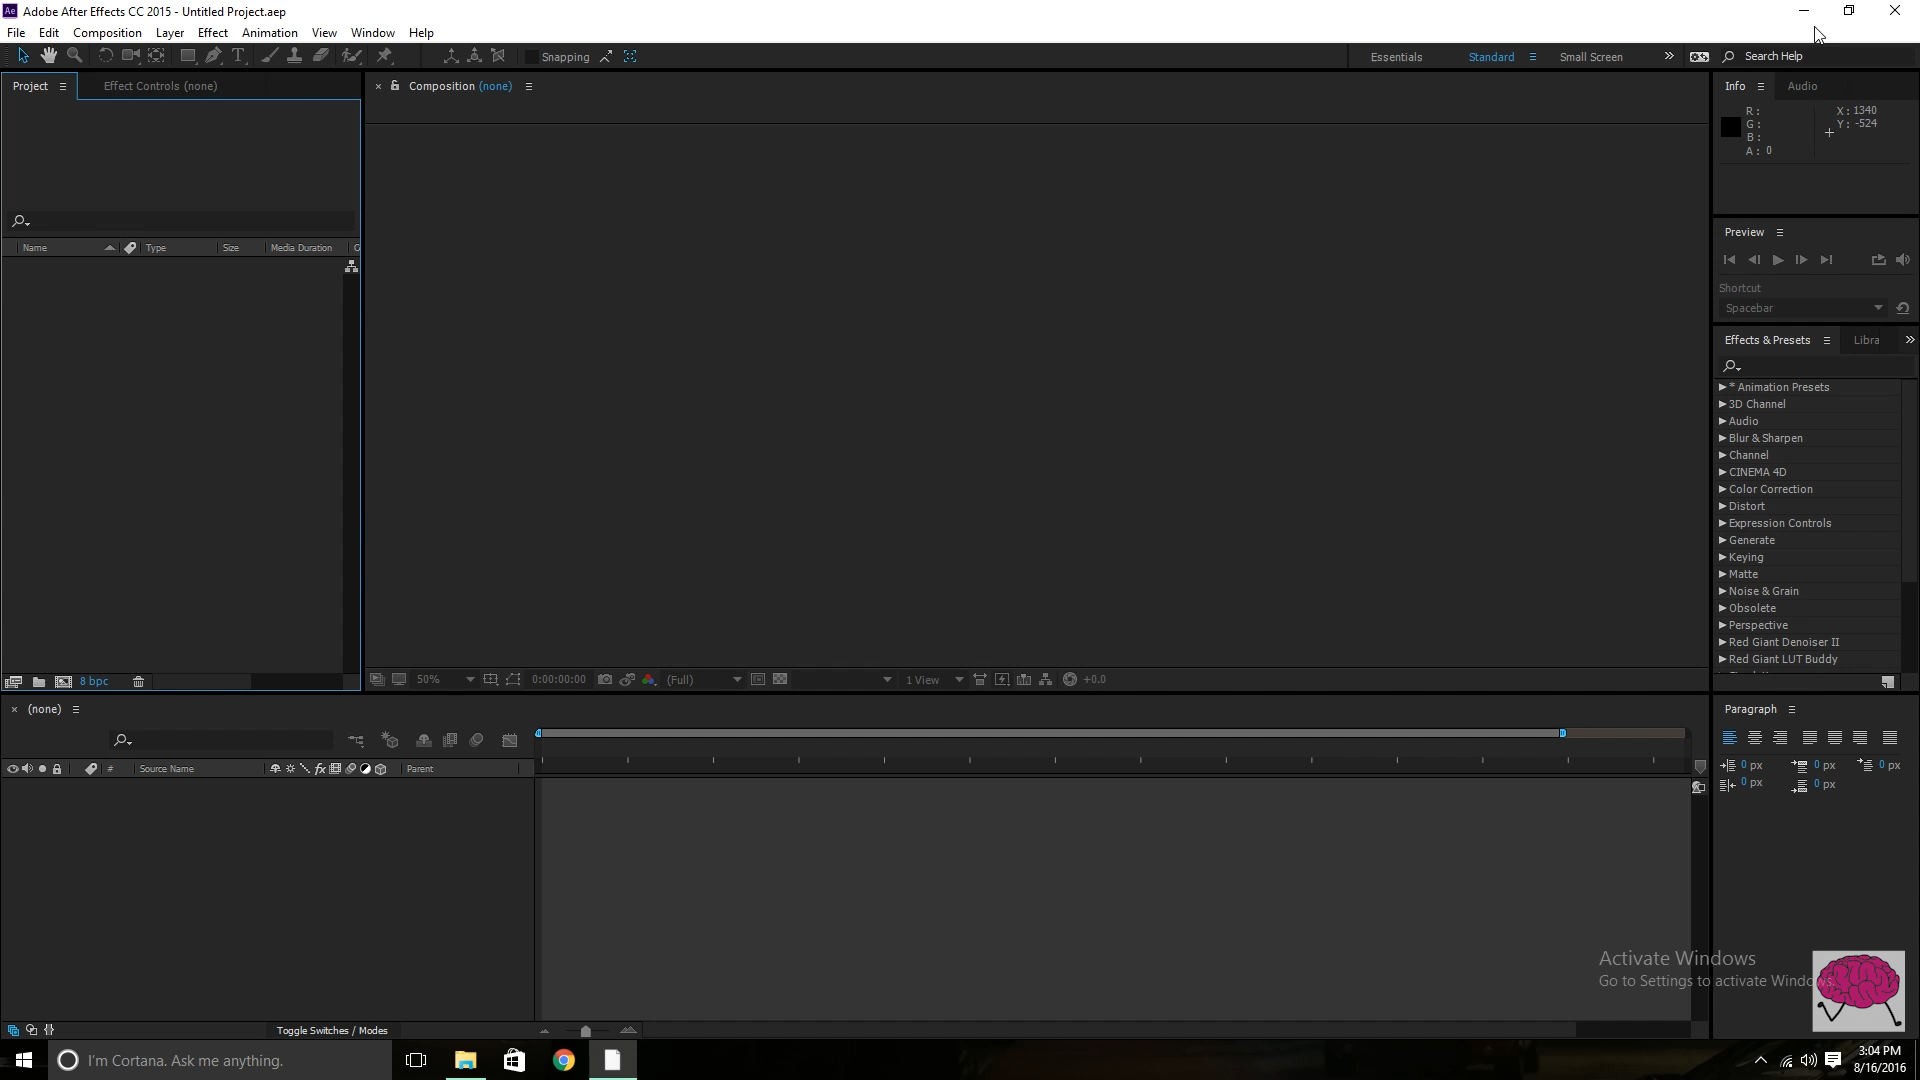 Adobe After Effects CC 2015 - Untitled Project.aep
File Edit Composition Layer Effect Animation View Window Help
Snapping
Essentials Standard Small Screen Search Help
Project Effect Controls (none)
Composition (none)
Info Audio
R:
G:
B:
A: 0
X: 1340
Y: -524
Name Type Size Media Duration
Preview
Shortcut
Spacebar
Effects & Presets Libra
* Animation Presets
3D Channel
Audio
Blur & Sharpen
Channel
CINEMA 4D
Color Correction
Distort
Expression Controls
Generate
Keying
Matte
Noise & Grain
Obsolete
Perspective
Red Giant Denoiser II
Red Giant LUT Buddy
8 bpc
50% 0:00:00:00 (Full) 1 View +0.0
(none)
# Source Name fx Parent
Paragraph
0 px 0 px 0 px
0 px 0 px
Toggle Switches / Modes
Activate Windows
Go to Settings to activate Windows.
I'm Cortana. Ask me anything.
3:04 PM
8/16/2016